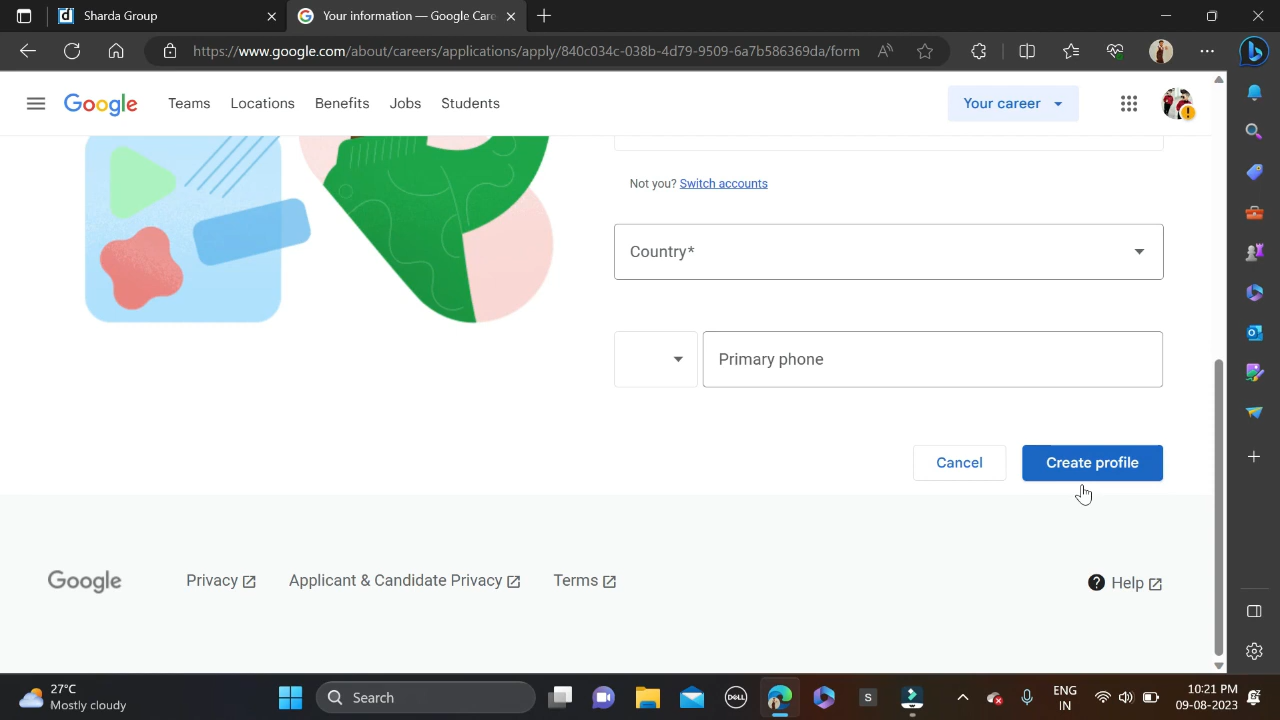 Sharda Group
Your information — Google Care
https://www.google.com/about/careers/applications/apply/840c034c-038b-4d79-9509-6a7b586369da/form
Google
Teams
Locations
Benefits
Jobs
Students
Your career
Not you? Switch accounts
Country*
Primary phone
Cancel
Create profile
Google
Privacy
Applicant & Candidate Privacy
Terms
Help
27°C
Mostly cloudy
Search
DELL
S
ENG
IN
10:21 PM
09-08-2023